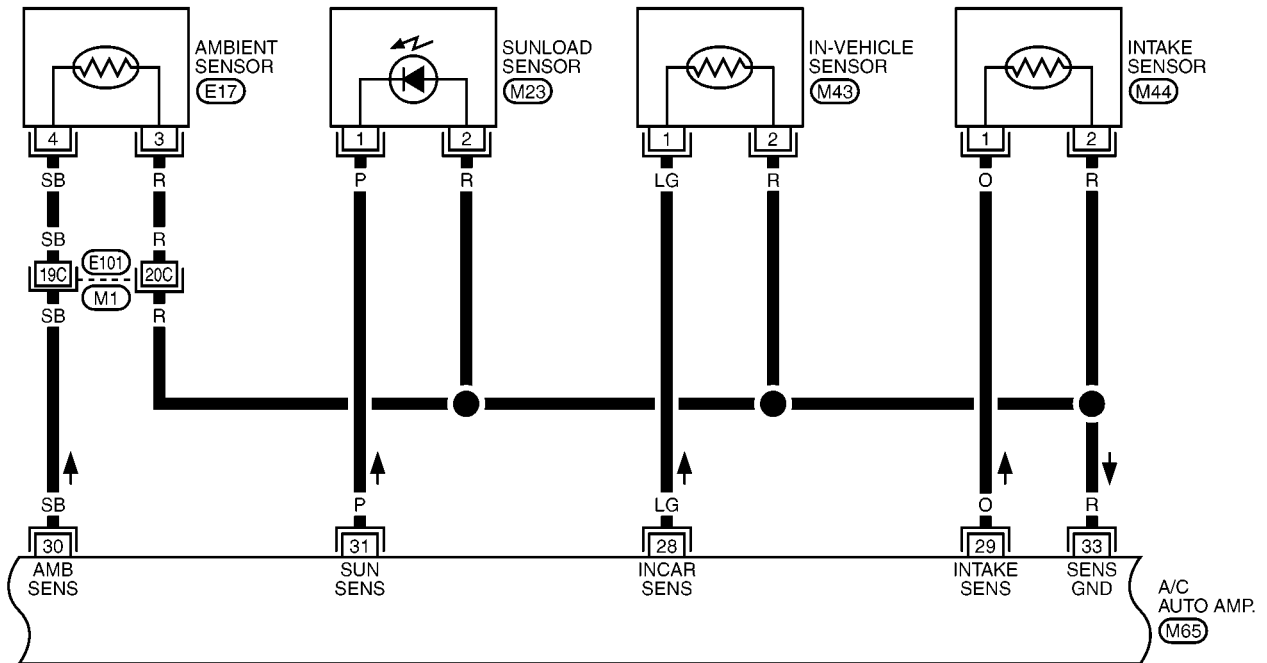 AMBIENT
SENSOR
E17
SUNLOAD
SENSOR
M23
IN-VEHICLE
SENSOR
M43
INTAKE
SENSOR
M44
4 3 1 2 1 2 1 2
SB R P R LG R O R
SB R
19C E101 20C
M1
SB R
SB P LG O R
30 31 28 29 33
AMB
SENS
SUN
SENS
INCAR
SENS
INTAKE
SENS
SENS
GND
A/C
AUTO AMP.
M65